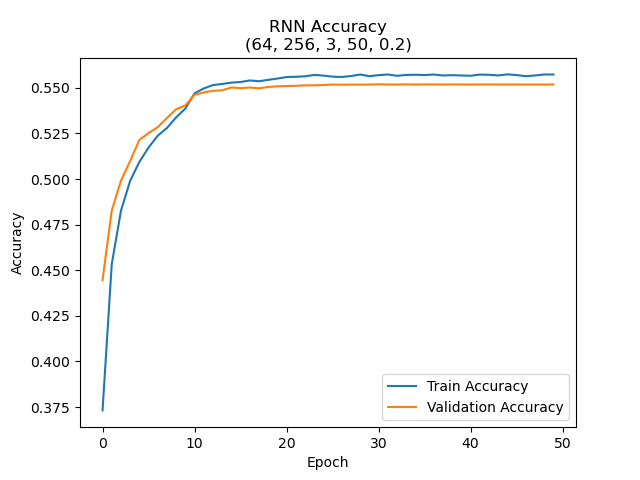 RNN Accuracy
(64, 256, 3, 50, 0.2)
0.550
0.525
0.500
0.475
0.450
0.425
0.400
0.375
Accuracy
Train Accuracy
Validation Accuracy
0 10 20 30 40 50
Epoch